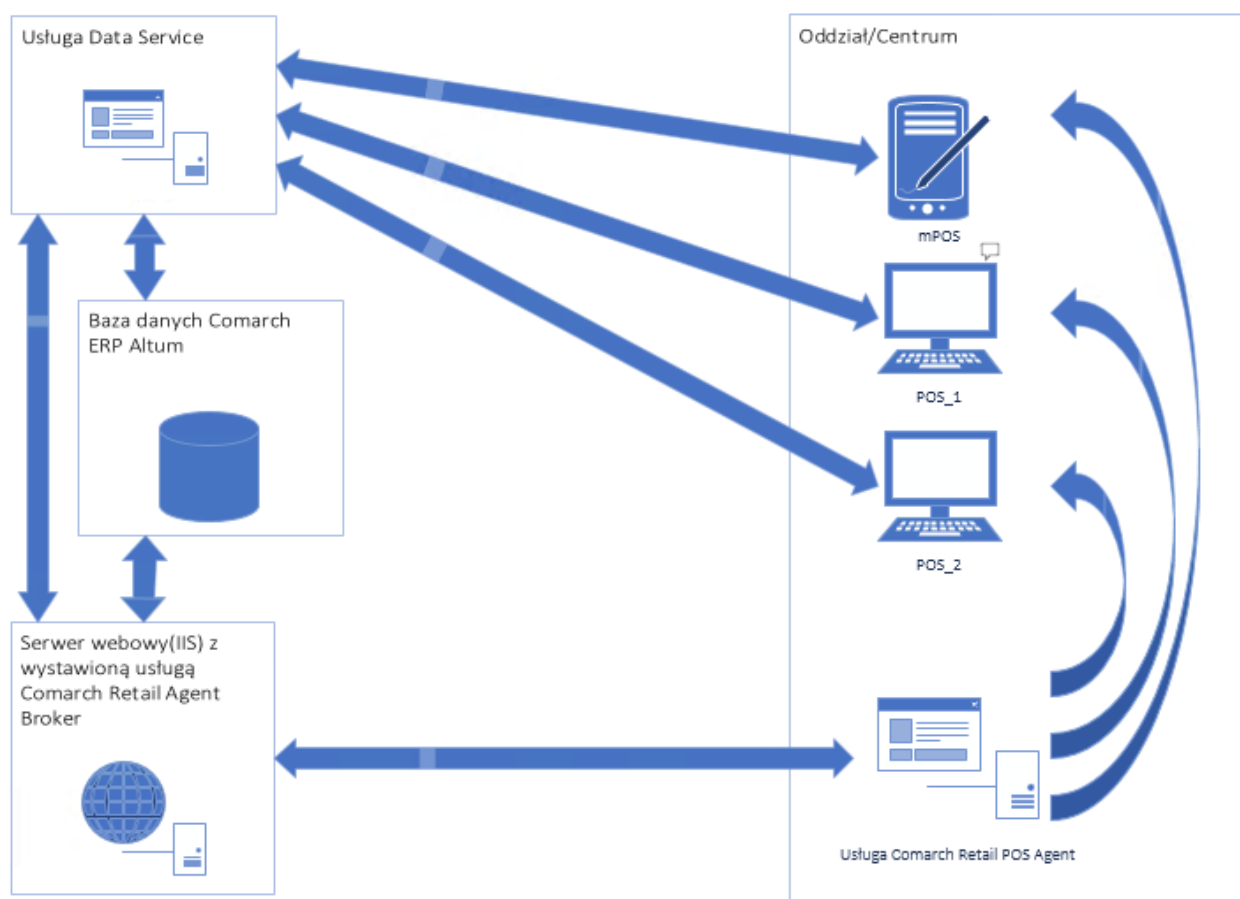 Usługa Data Service
Oddział/Centrum
mPOS
Baza danych Comarch
ERP Altum
POS_1
POS_2
Serwer webowy(IIS) z
wystawioną usługą
Comarch Retail Agent
Broker
Usługa Comarch Retail POS Agent